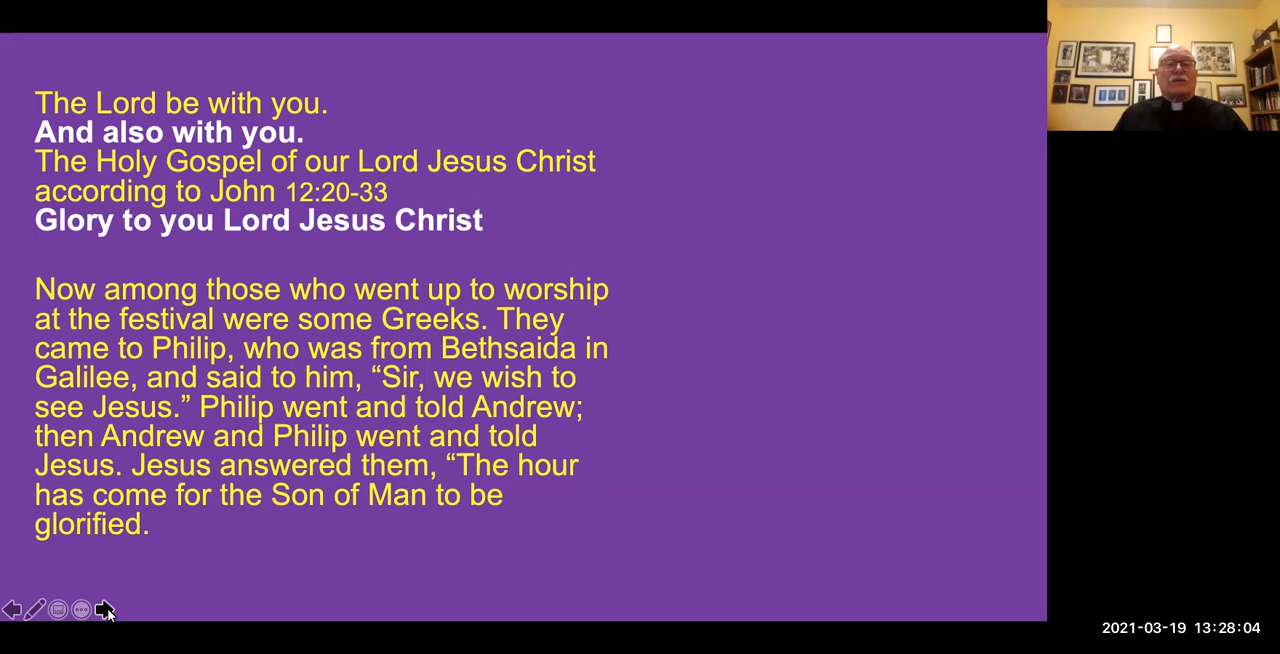 The Lord be with you.
And also with you.
The Holy Gospel of our Lord Jesus Christ
according to John 12:20-33
Glory to you Lord Jesus Christ
Now among those who went up to worship
at the festival were some Greeks. They
came to Philip, who was from Bethsaida in
Galilee, and said to him, “Sir, we wish to
see Jesus.” Philip went and told Andrew;
then Andrew and Philip went and told
Jesus. Jesus answered them, “The hour
has come for the Son of Man to be
glorified.
2021-03-19 13:28:04